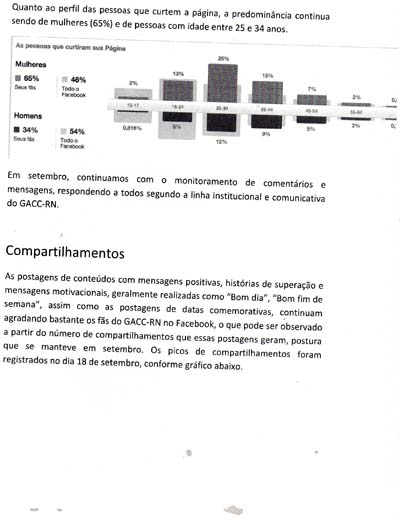 Quanto ao perfil das pessoas que curtem a página, a predominância continua
sendo de mulheres (65%) e de pessoas com idade entre 25 e 34 anos.
As pessoas que curtiram sua Página
Mulheres
65% 46%
Seus fãs Todo o Facebook
2% 13% 25% 15% 7% 2%
13-17 18-24 25-34 35-44 45-54 55-64
Homens
34% 54%
Seus fãs Todo o Facebook
0,816% 6% 12% 9% 5% 2%
Em setembro, continuamos com o monitoramento de comentários e
mensagens, respondendo a todos segundo a linha institucional e comunicativa
do GACC-RN.
Compartilhamentos
As postagens de conteúdos com mensagens positivas, histórias de superação e
mensagens motivacionais, geralmente realizadas como “Bom dia”, “Bom fim de
semana”, assim como as postagens de datas comemorativas, continuam
agradando bastante os fãs do GACC-RN no Facebook, o que pode ser observado
a partir do número de compartilhamentos que essas postagens geram, postura
que se manteve em setembro. Os picos de compartilhamentos foram
registrados no dia 18 de setembro, conforme gráfico abaixo.